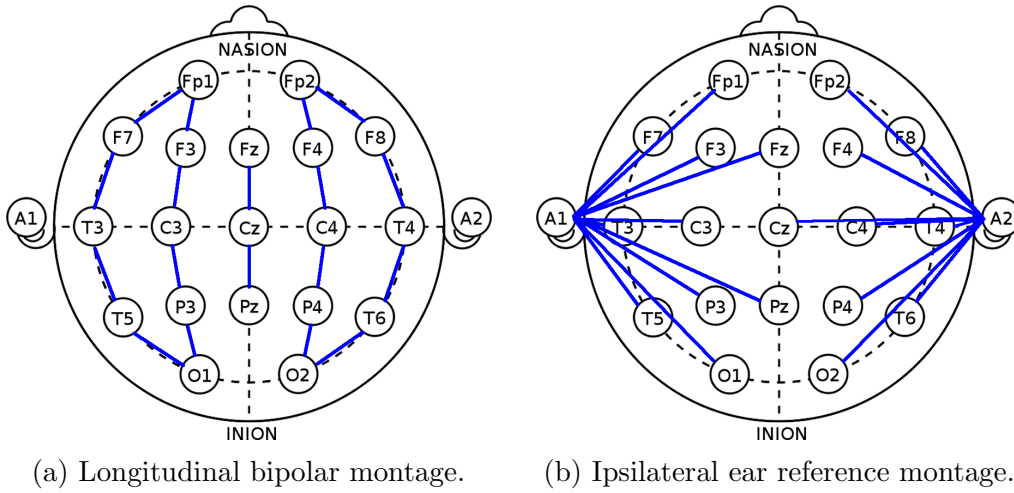 NASION
Fp1 Fp2
F7 F3 Fz F4 F8
A1 T3 C3 Cz C4 T4 A2
T5 P3 Pz P4 T6
O1 O2
INION
(a) Longitudinal bipolar montage.
NASION
Fp1 Fp2
F7 F3 Fz F4 F8
A1 T3 C3 Cz C4 T4 A2
T5 P3 Pz P4 T6
O1 O2
INION
(b) Ipsilateral ear reference montage.